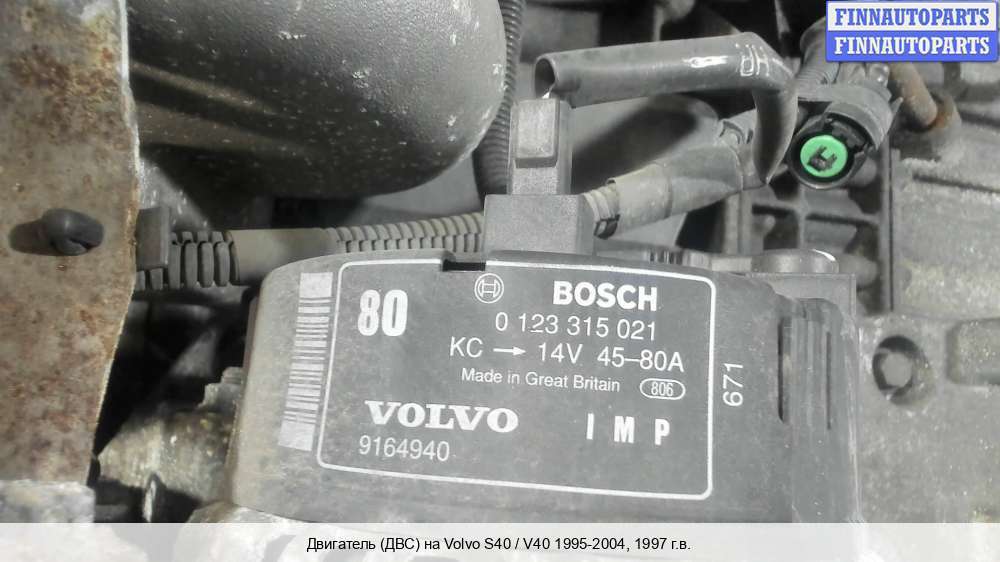 FINNAUTOPARTS
FINNAUTOPARTS
80
BOSCH
0 123 315 021
KC → 14V 45–80A
Made in Great Britain 806
671
VOLVO
9164940
IMP
Двигатель (ДВС) на Volvo S40 / V40 1995-2004, 1997 г.в.